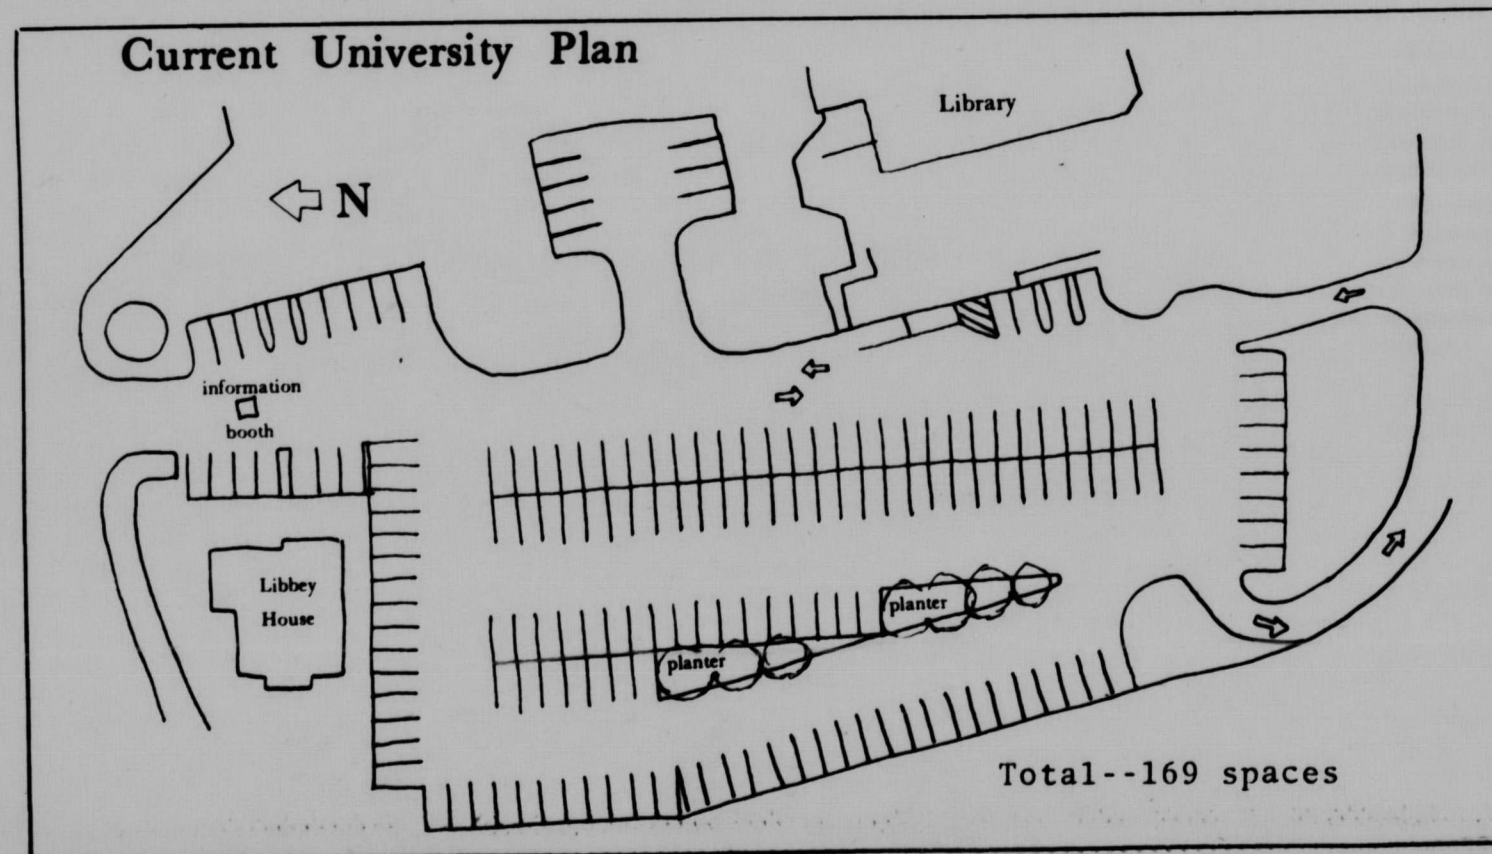 Current University Plan
Library
N
information
booth
Libbey
House
planter
planter
Total--169 spaces